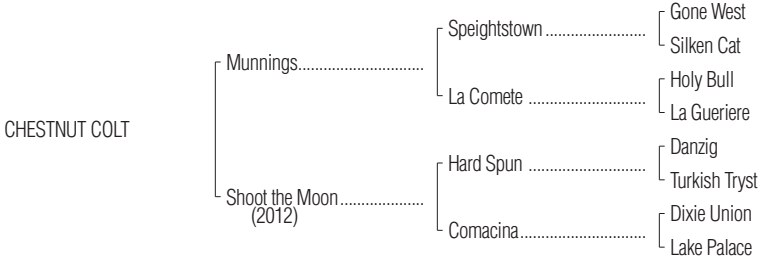 Gone West
Speightstown
Silken Cat
Munnings
Holy Bull
La Comete
La Gueriere
CHESTNUT COLT
Danzig
Hard Spun
Turkish Tryst
Shoot the Moon
(2012)
Dixie Union
Comacina
Lake Palace